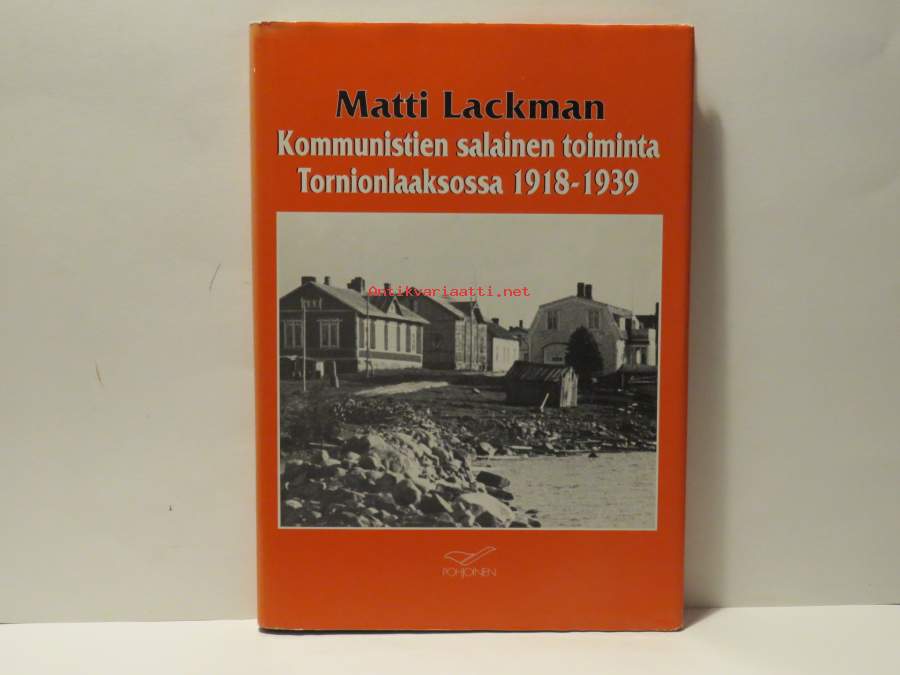 Matti Lackman
Kommunistien salainen toiminta
Tornionlaaksossa 1918-1939
Antikvariaatti.net
POHJOINEN